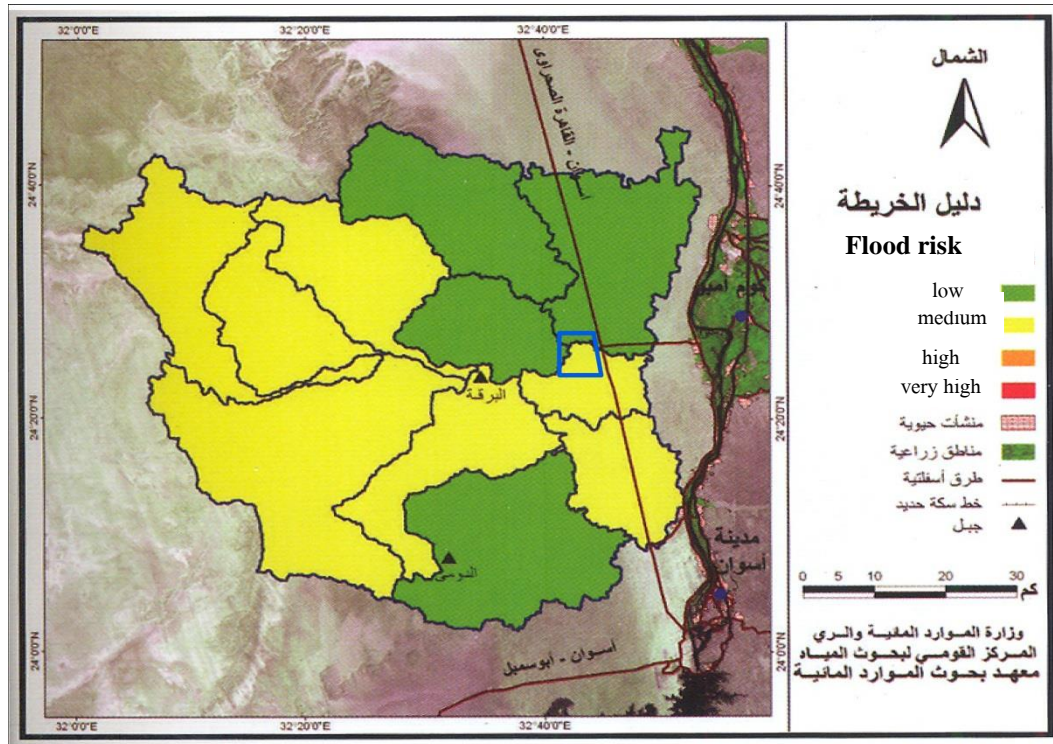 32°0'0"E
32°20'0"E
32°40'0"E
24°40'0"N
24°20'0"N
24°0'0"N
24°40'0"N
24°20'0"N
24°0'0"N
32°0'0"E
32°20'0"E
32°40'0"E
أسوان - القاهرة الصحراوى
كوم أمبو
البرقة
مدينة
أسوان
أسوان - أبوسمبل
الشمال
دليل الخريطة
Flood risk
low
medium
high
very high
منشآت حيوية
مناطق زراعية
طرق أسفلتية
خط سكة حديد
جبل
0 5 10 20 30
كم
وزارة الموارد المائية والري
المركز القومي لبحوث المياه
معهد بحوث الموارد المائية